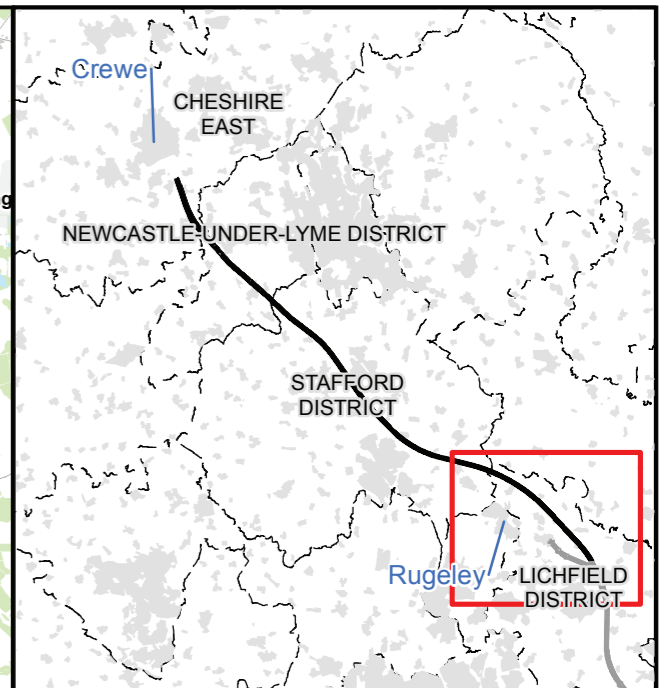 Crewe
CHESHIRE
EAST
g
NEWCASTLE-UNDER-LYME DISTRICT
STAFFORD
DISTRICT
Rugeley
LICHFIELD
DISTRICT